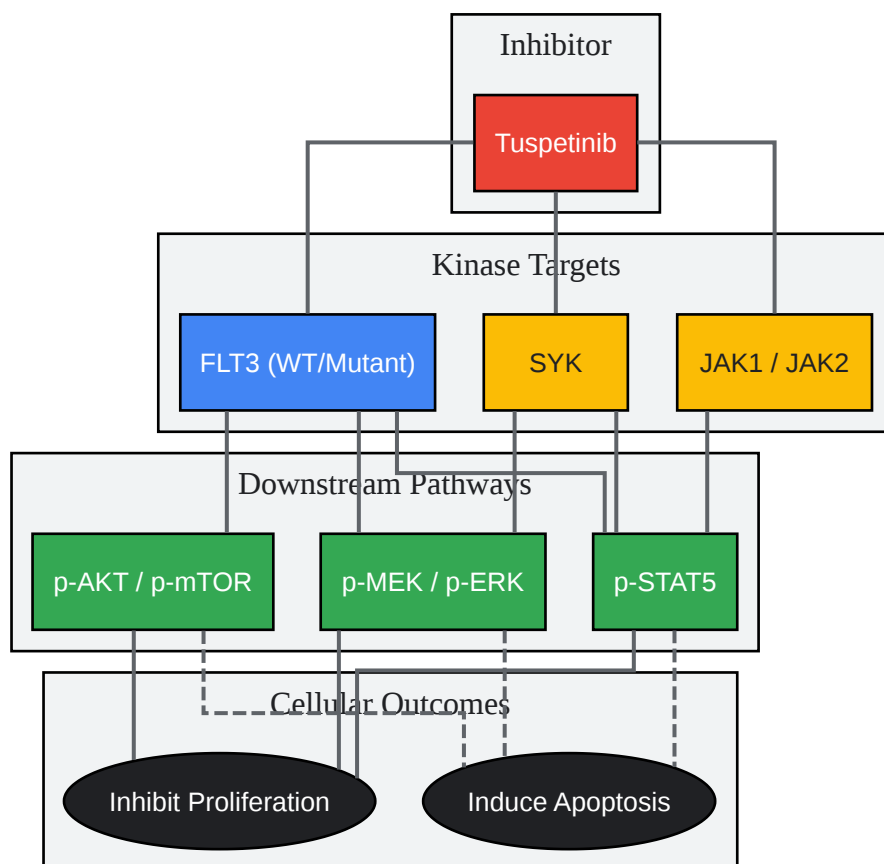 Inhibitor
Tuspetinib
Kinase Targets
FLT3 (WT/Mutant)
SYK
JAK1 / JAK2
Downstream Pathways
p-AKT / p-mTOR
p-MEK / p-ERK
p-STAT5
Cellular Outcomes
Inhibit Proliferation
Induce Apoptosis